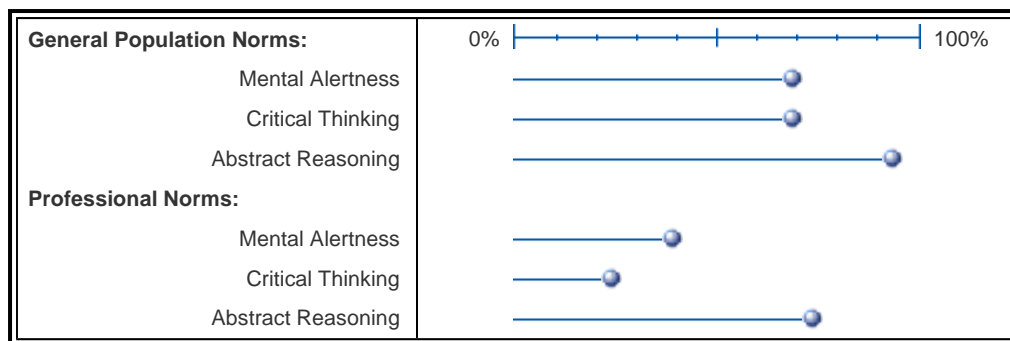 General Population Norms: 0% 100%
Mental Alertness
Critical Thinking
Abstract Reasoning
Professional Norms:
Mental Alertness
Critical Thinking
Abstract Reasoning